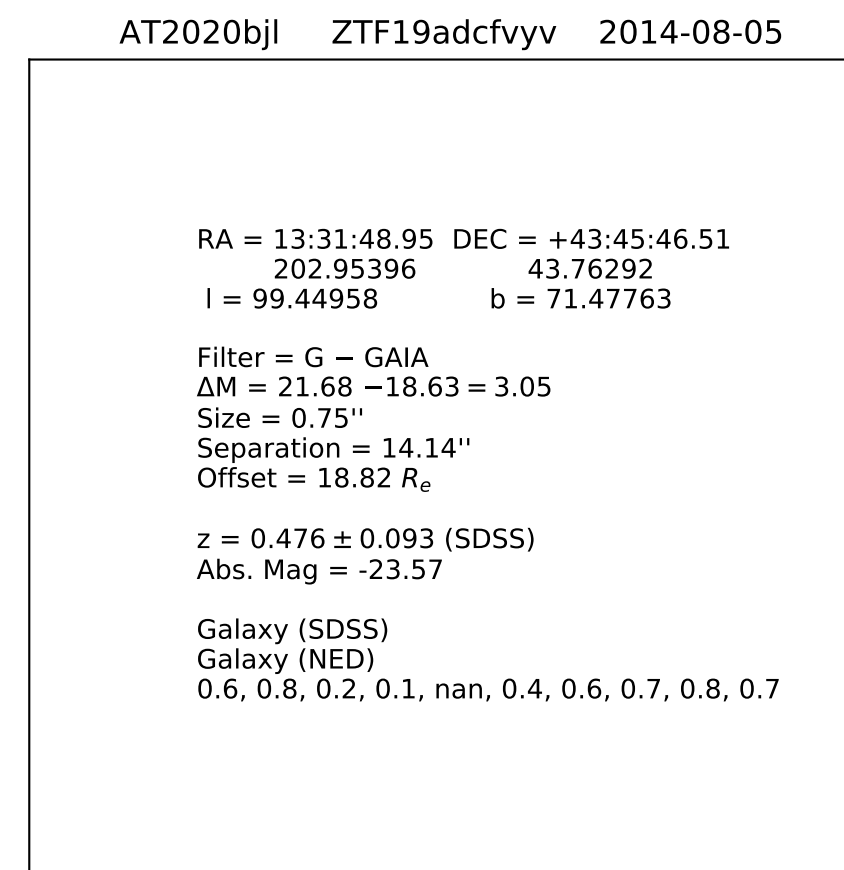 AT2020bjl ZTF19adcfvyv 2014-08-05
RA = 13:31:48.95 DEC = +43:45:46.51
202.95396 43.76292
l = 99.44958 b = 71.47763
Filter = G − GAIA
ΔM = 21.68 −18.63 = 3.05
Size = 0.75''
Separation = 14.14''
Offset = 18.82 Rₑ
z = 0.476 ± 0.093 (SDSS)
Abs. Mag = -23.57
Galaxy (SDSS)
Galaxy (NED)
0.6, 0.8, 0.2, 0.1, nan, 0.4, 0.6, 0.7, 0.8, 0.7